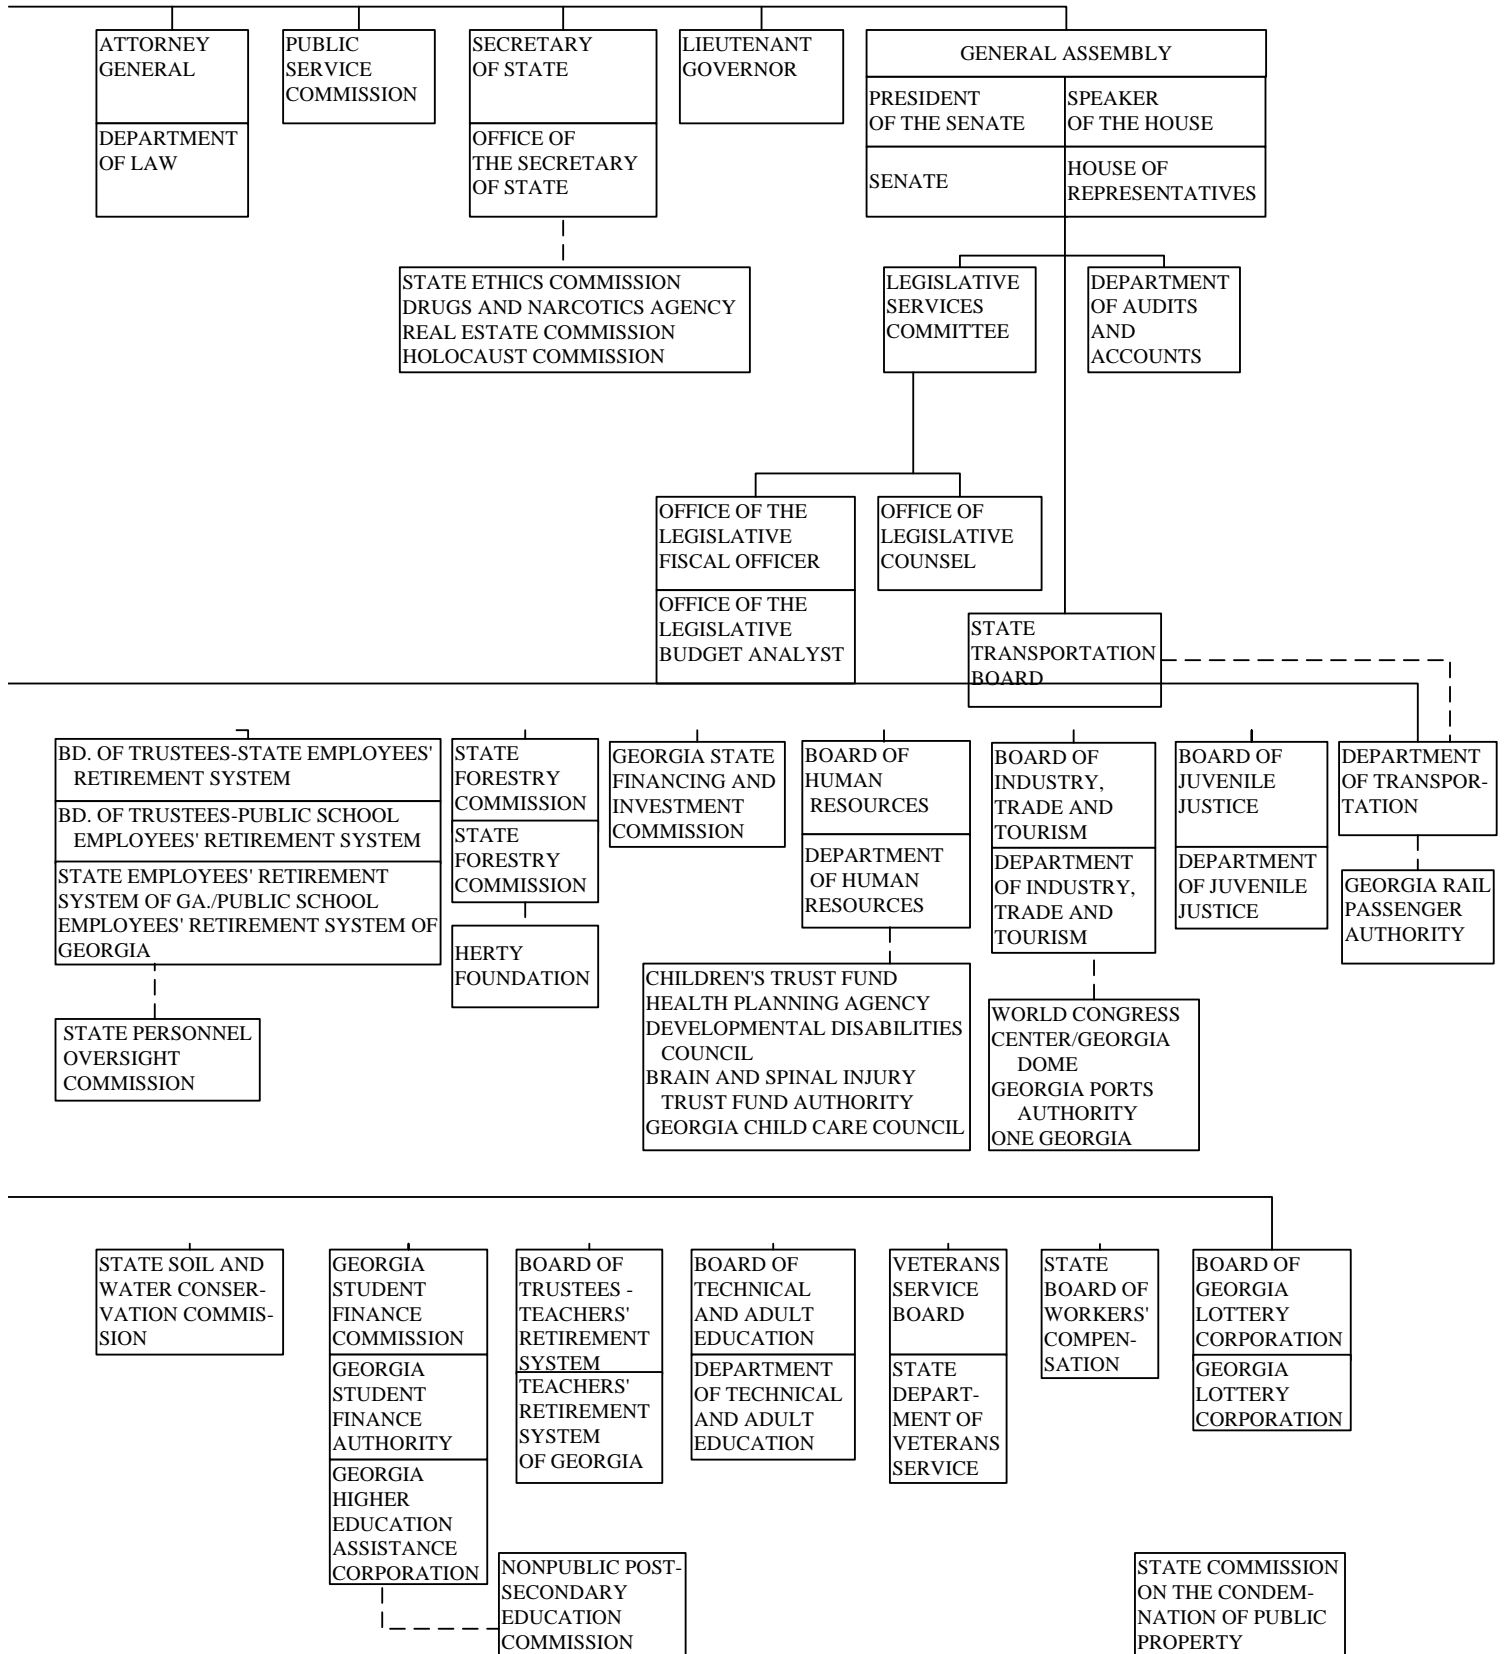 ATTORNEY
GENERAL
DEPARTMENT
OF LAW
PUBLIC
SERVICE
COMMISSION
SECRETARY
OF STATE
OFFICE OF
THE SECRETARY
OF STATE
LIEUTENANT
GOVERNOR
GENERAL ASSEMBLY
PRESIDENT
OF THE SENATE
SPEAKER
OF THE HOUSE
SENATE
HOUSE OF
REPRESENTATIVES
STATE ETHICS COMMISSION
DRUGS AND NARCOTICS AGENCY
REAL ESTATE COMMISSION
HOLOCAUST COMMISSION
LEGISLATIVE
SERVICES
COMMITTEE
DEPARTMENT
OF AUDITS
AND
ACCOUNTS
OFFICE OF THE
LEGISLATIVE
FISCAL OFFICER
OFFICE OF THE
LEGISLATIVE
BUDGET ANALYST
OFFICE OF
LEGISLATIVE
COUNSEL
STATE
TRANSPORTATION
BOARD
BD. OF TRUSTEES-STATE EMPLOYEES'
RETIREMENT SYSTEM
BD. OF TRUSTEES-PUBLIC SCHOOL
EMPLOYEES' RETIREMENT SYSTEM
STATE EMPLOYEES' RETIREMENT
SYSTEM OF GA./PUBLIC SCHOOL
EMPLOYEES' RETIREMENT SYSTEM OF
GEORGIA
STATE PERSONNEL
OVERSIGHT
COMMISSION
STATE
FORESTRY
COMMISSION
STATE
FORESTRY
COMMISSION
HERTY
FOUNDATION
GEORGIA STATE
FINANCING AND
INVESTMENT
COMMISSION
BOARD OF
HUMAN
RESOURCES
DEPARTMENT
OF HUMAN
RESOURCES
CHILDREN'S TRUST FUND
HEALTH PLANNING AGENCY
DEVELOPMENTAL DISABILITIES
COUNCIL
BRAIN AND SPINAL INJURY
TRUST FUND AUTHORITY
GEORGIA CHILD CARE COUNCIL
BOARD OF
INDUSTRY,
TRADE AND
TOURISM
DEPARTMENT
OF INDUSTRY,
TRADE AND
TOURISM
WORLD CONGRESS
CENTER/GEORGIA
DOME
GEORGIA PORTS
AUTHORITY
ONE GEORGIA
BOARD OF
JUVENILE
JUSTICE
DEPARTMENT
OF JUVENILE
JUSTICE
DEPARTMENT
OF TRANSPOR-
TATION
GEORGIA RAIL
PASSENGER
AUTHORITY
STATE SOIL AND
WATER CONSER-
VATION COMMIS-
SION
GEORGIA
STUDENT
FINANCE
COMMISSION
GEORGIA
STUDENT
FINANCE
AUTHORITY
GEORGIA
HIGHER
EDUCATION
ASSISTANCE
CORPORATION
NONPUBLIC POST-
SECONDARY
EDUCATION
COMMISSION
BOARD OF
TRUSTEES -
TEACHERS'
RETIREMENT
SYSTEM
TEACHERS'
RETIREMENT
SYSTEM
OF GEORGIA
BOARD OF
TECHNICAL
AND ADULT
EDUCATION
DEPARTMENT
OF TECHNICAL
AND ADULT
EDUCATION
VETERANS
SERVICE
BOARD
STATE
DEPART-
MENT OF
VETERANS
SERVICE
STATE
BOARD OF
WORKERS'
COMPEN-
SATION
BOARD OF
GEORGIA
LOTTERY
CORPORATION
GEORGIA
LOTTERY
CORPORATION
STATE COMMISSION
ON THE CONDEM-
NATION OF PUBLIC
PROPERTY